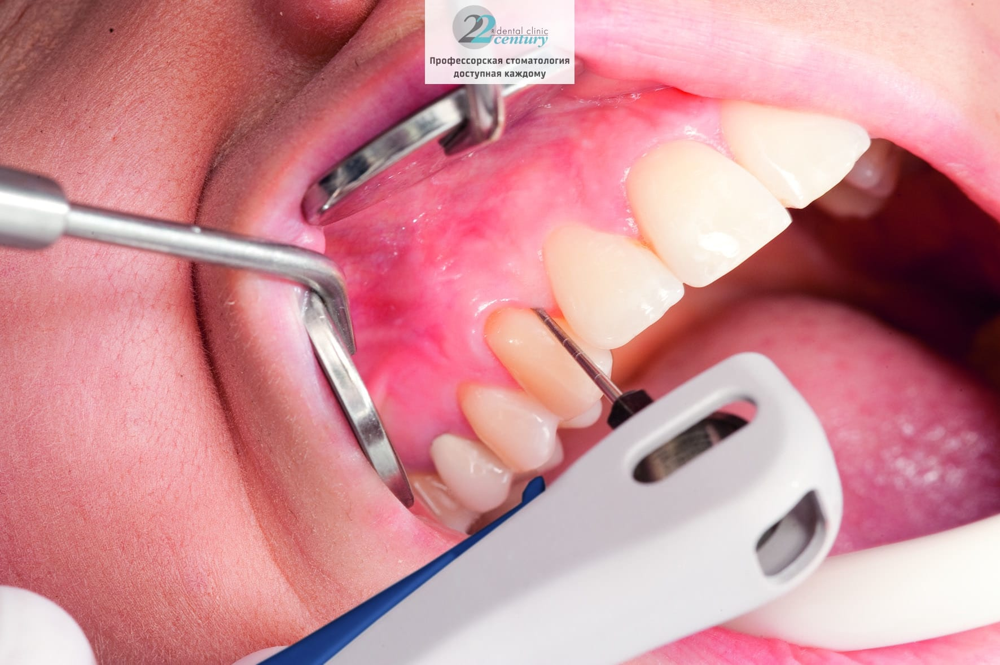 22
R dental clinic
century
Профессорская стоматология
доступная каждому